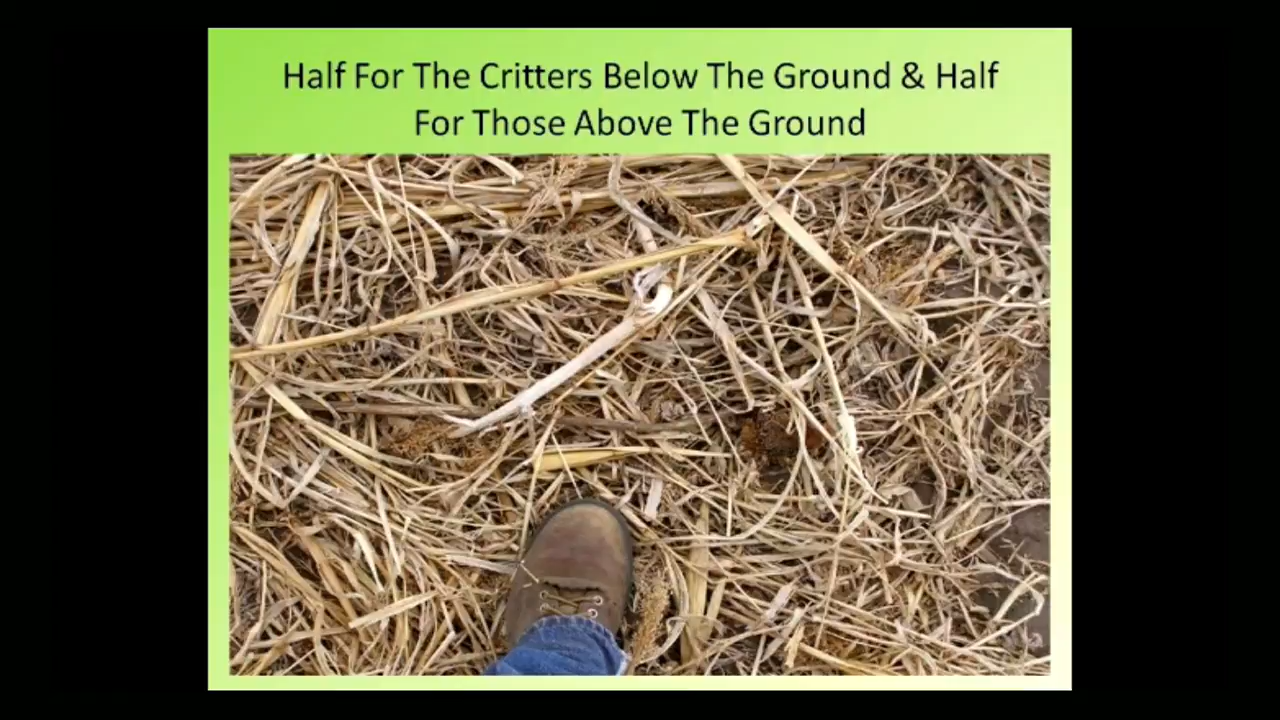 Half For The Critters Below The Ground & Half
For Those Above The Ground